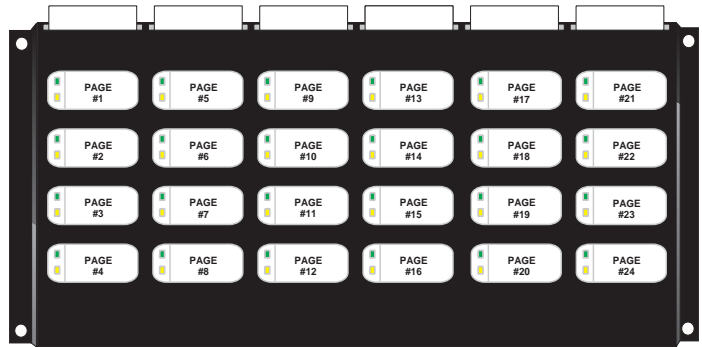 PAGE
#1
PAGE
#5
PAGE
#9
PAGE
#13
PAGE
#17
PAGE
#21
PAGE
#2
PAGE
#6
PAGE
#10
PAGE
#14
PAGE
#18
PAGE
#22
PAGE
#3
PAGE
#7
PAGE
#11
PAGE
#15
PAGE
#19
PAGE
#23
PAGE
#4
PAGE
#8
PAGE
#12
PAGE
#16
PAGE
#20
PAGE
#24